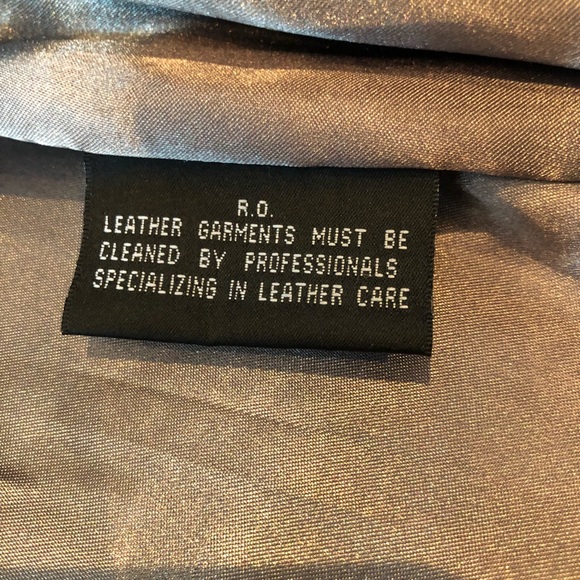 R.O.
LEATHER GARMENTS MUST BE
CLEANED BY PROFESSIONALS
SPECIALIZING IN LEATHER CARE